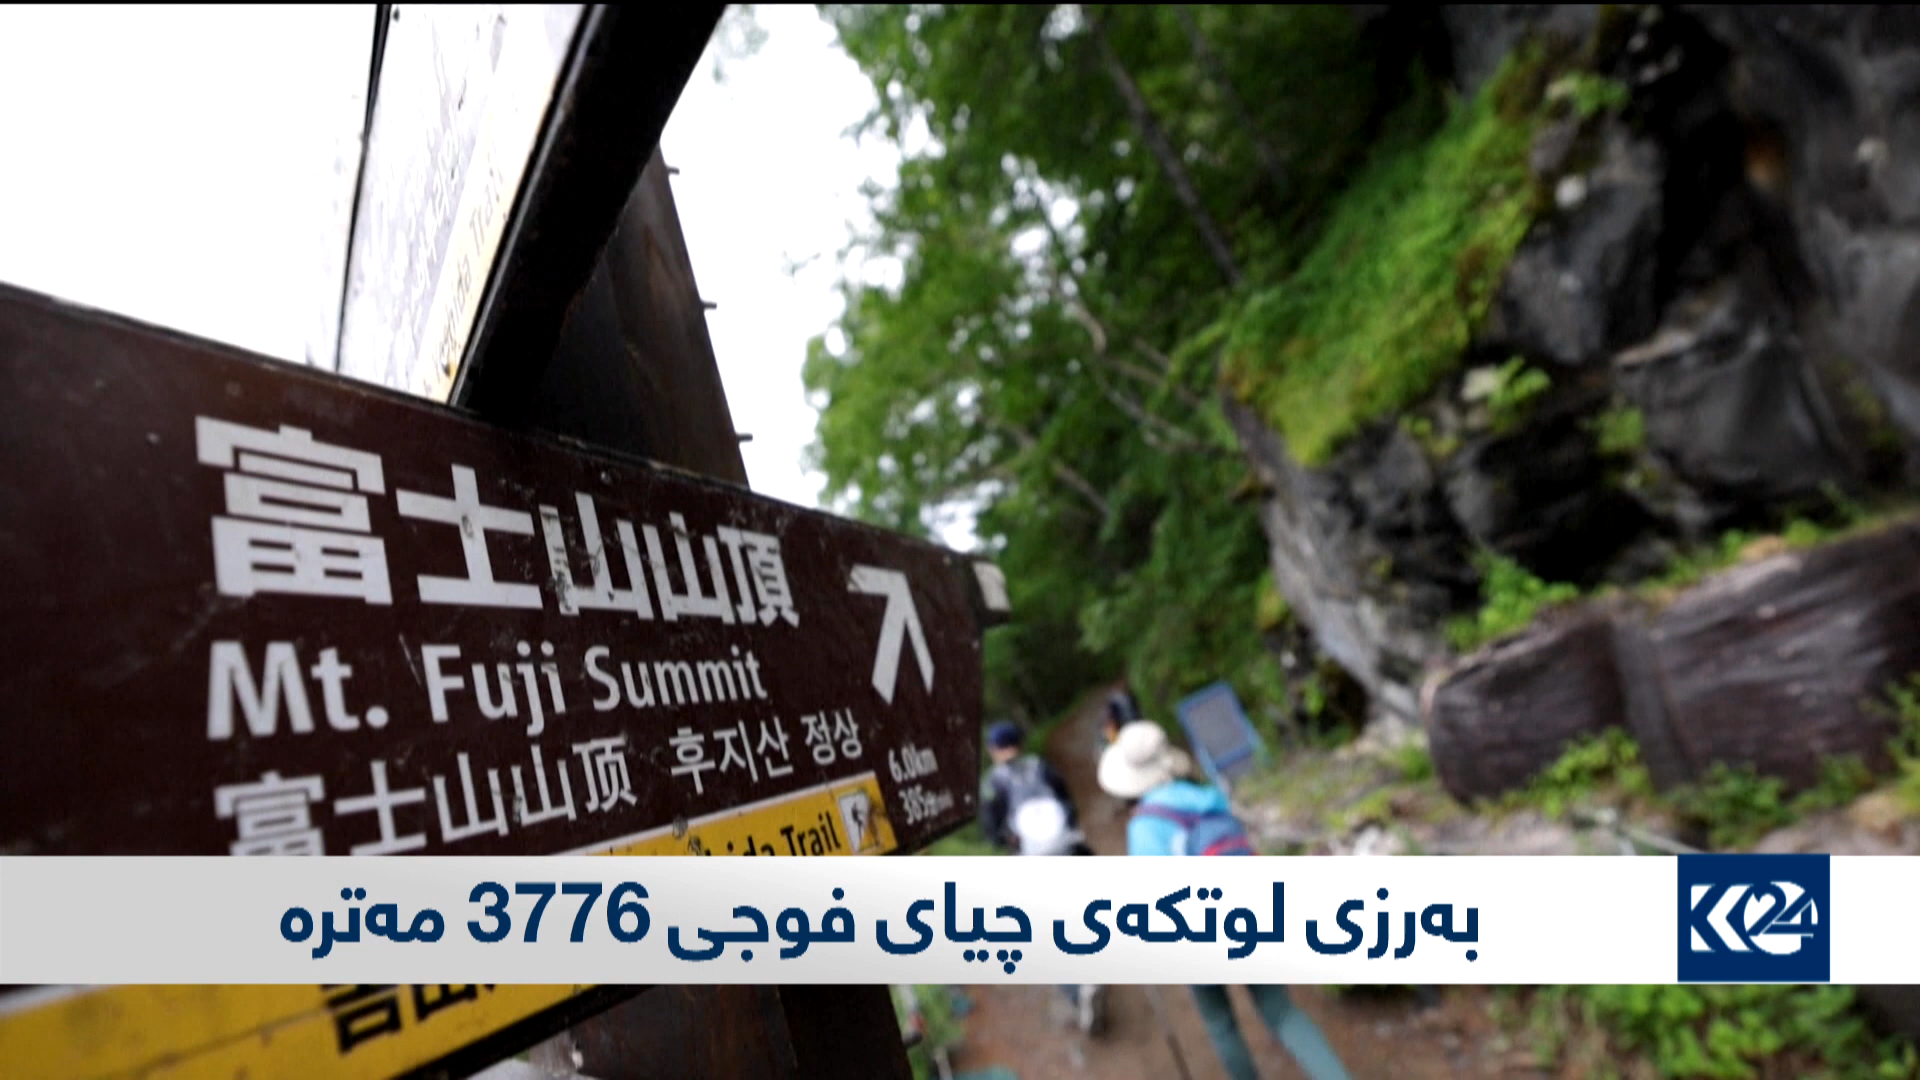 富士山山頂
Mt. Fuji Summit
富士山山顶 후지산 정상
6.0km
385
Trail
بەرزی لوتکەی چیای فوجی 3776 مەترە
K24